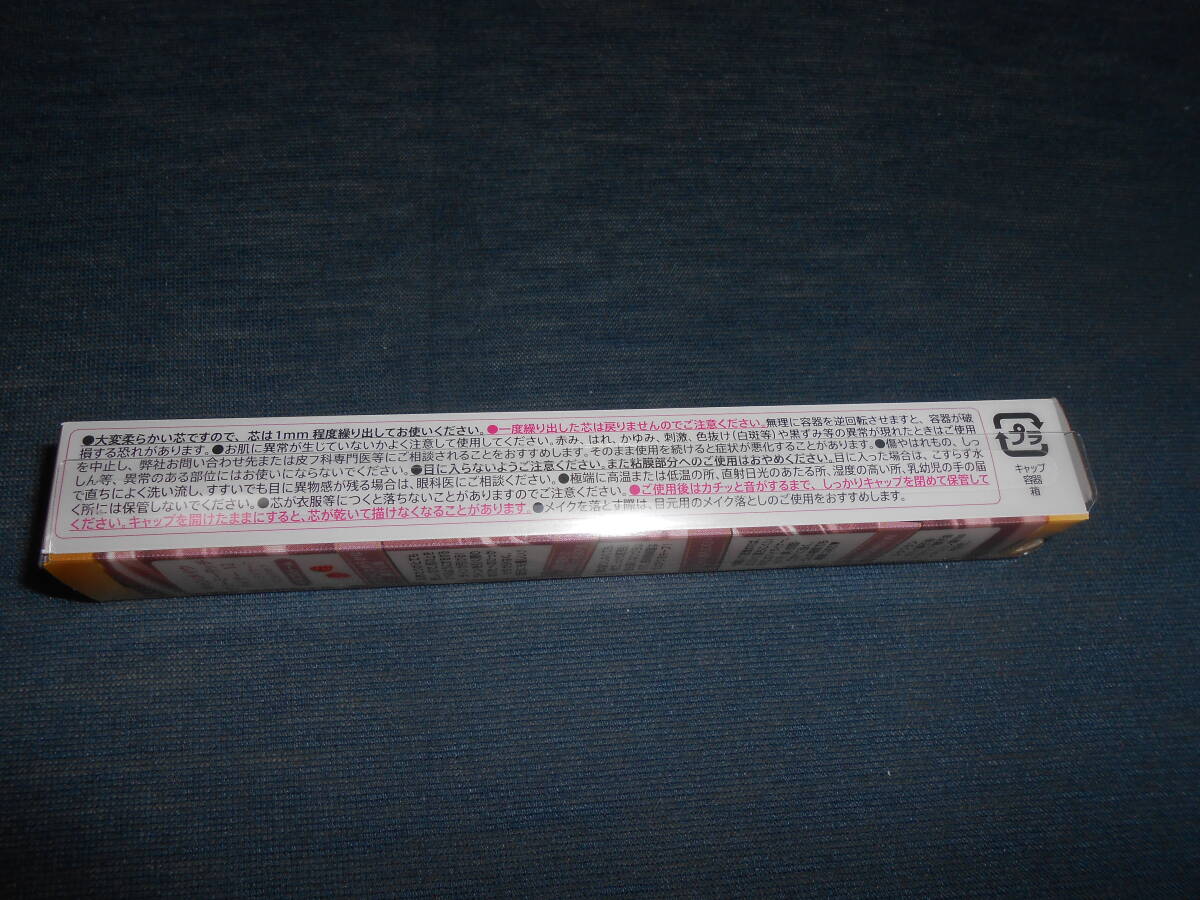 ●大変柔らかい芯ですので、芯は1mm程度繰り出してお使いください。●一度繰り出した芯は戻りませんのでご注意ください。無理に容器を逆回転させますと、容器が破
損する恐れがあります。●お肌に異常が生じていないかよく注意して使用してください。赤み、はれ、かゆみ、刺激、色抜け(白斑等)や黒ずみ等の異常が現れたときはご使用
を中止し、弊社お問い合わせ先または皮フ科専門医等にご相談されることをおすすめします。そのまま使用を続けると症状が悪化することがあります。●傷やはれもの、しっ
しん等、異常のある部位にはお使いにならないでください。●目に入らないようご注意ください。また粘膜部分へのご使用はおやめください。目に入った場合は、こすらず水
で直ちによく洗い流し、すすいでも目に異物感が残る場合は、眼科医にご相談ください。●極端に高温または低温の所、直射日光のあたる所、湿度の高い所、乳幼児の手の届
く所には保管しないでください。●芯が衣服等につくと落ちないことがありますのでご注意ください。●ご使用後はカチッと音がするまで、しっかりキャップを閉めて保管して
ください。キャップを開けたままにすると、芯が乾いて描けなくなることがあります。●メイクを落とす際は、目元用のメイク落としのご使用をおすすめします。
プラ
キャップ
容器
箱